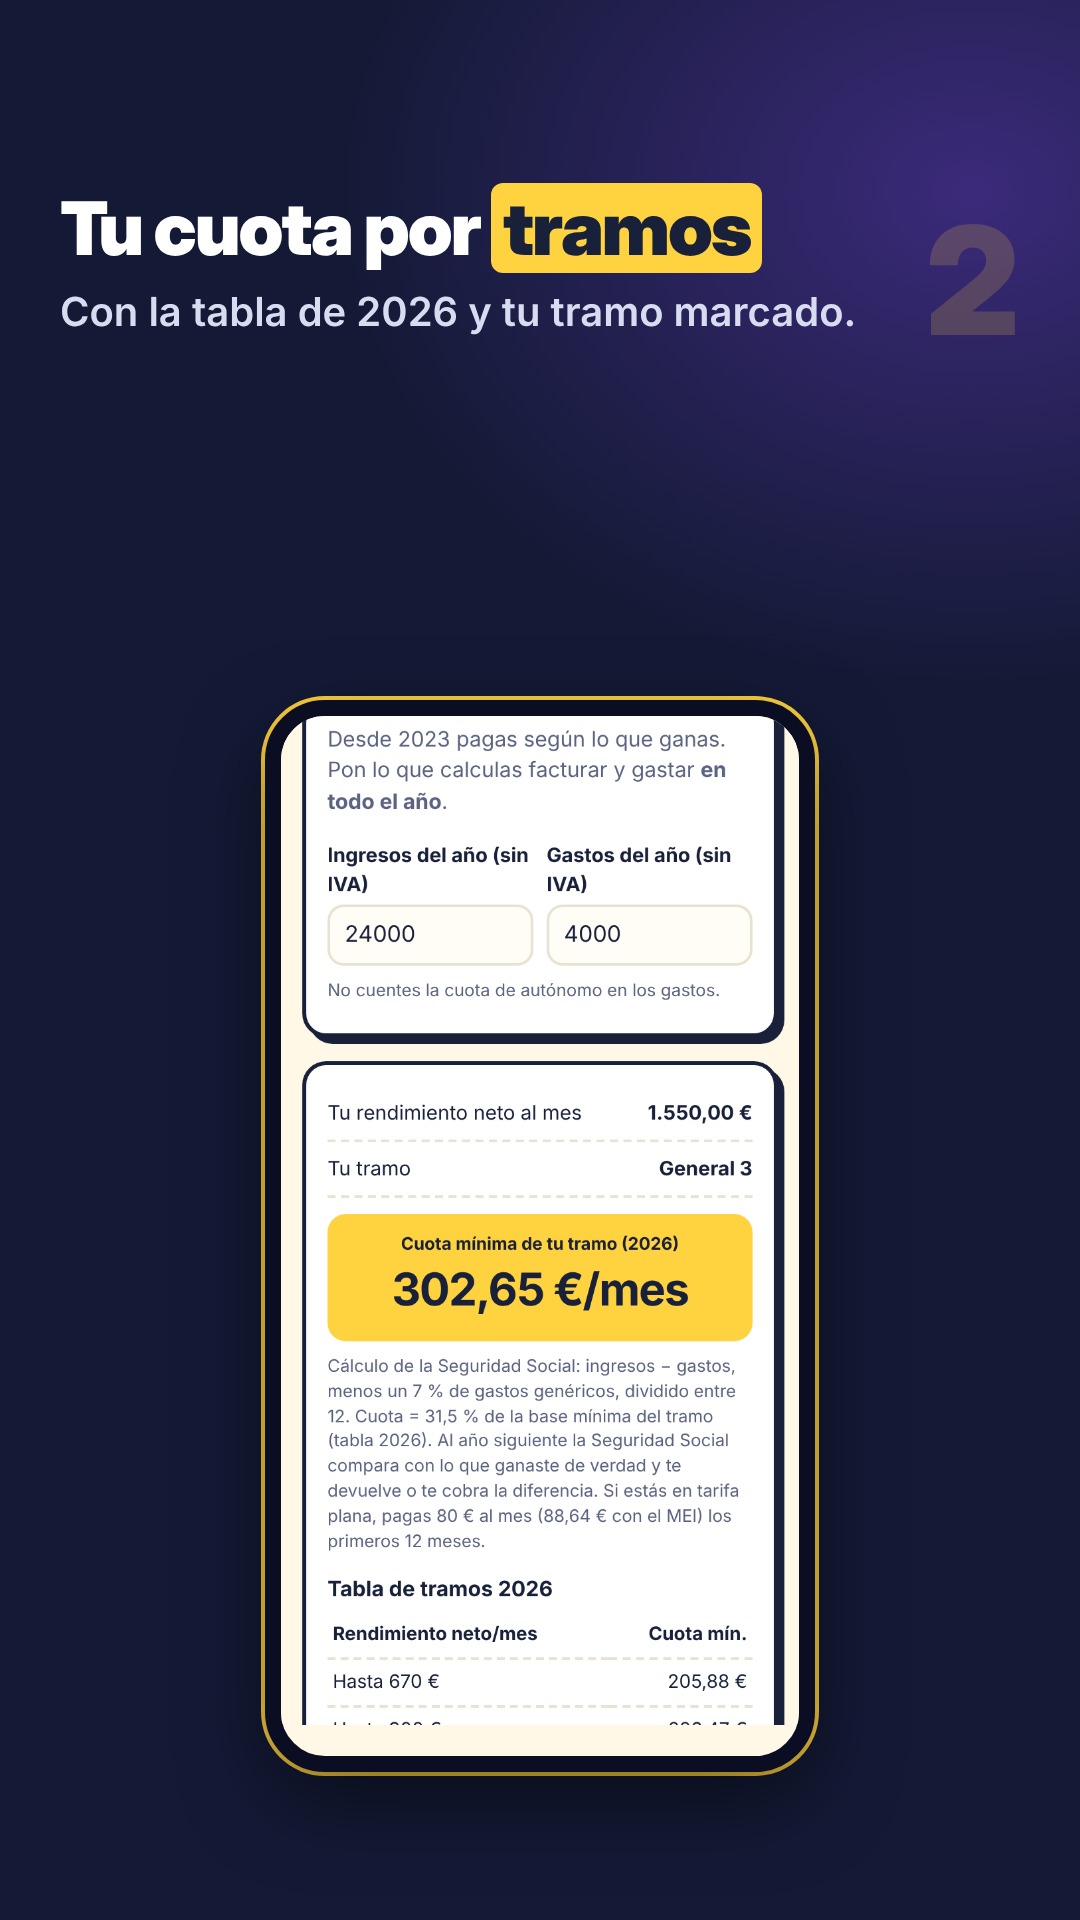 Tu cuota por tramos
2
Con la tabla de 2026 y tu tramo marcado.
Desde 2023 pagas según lo que ganas.
Pon lo que calculas facturar y gastar en
todo el año.
Ingresos del año (sin IVA)
Gastos del año (sin IVA)
24000
4000
No cuentes la cuota de autónomo en los gastos.
Tu rendimiento neto al mes 1.550,00 €
Tu tramo General 3
Cuota mínima de tu tramo (2026)
302,65 €/mes
Cálculo de la Seguridad Social: ingresos – gastos,
menos un 7 % de gastos genéricos, dividido entre
12. Cuota = 31,5 % de la base mínima del tramo
(tabla 2026). Al año siguiente la Seguridad Social
compara con lo que ganaste de verdad y te
devuelve o te cobra la diferencia. Si estás en tarifa
plana, pagas 80 € al mes (88,64 € con el MEI) los
primeros 12 meses.
Tabla de tramos 2026
Rendimiento neto/mes Cuota mín.
Hasta 670 € 205,88 €